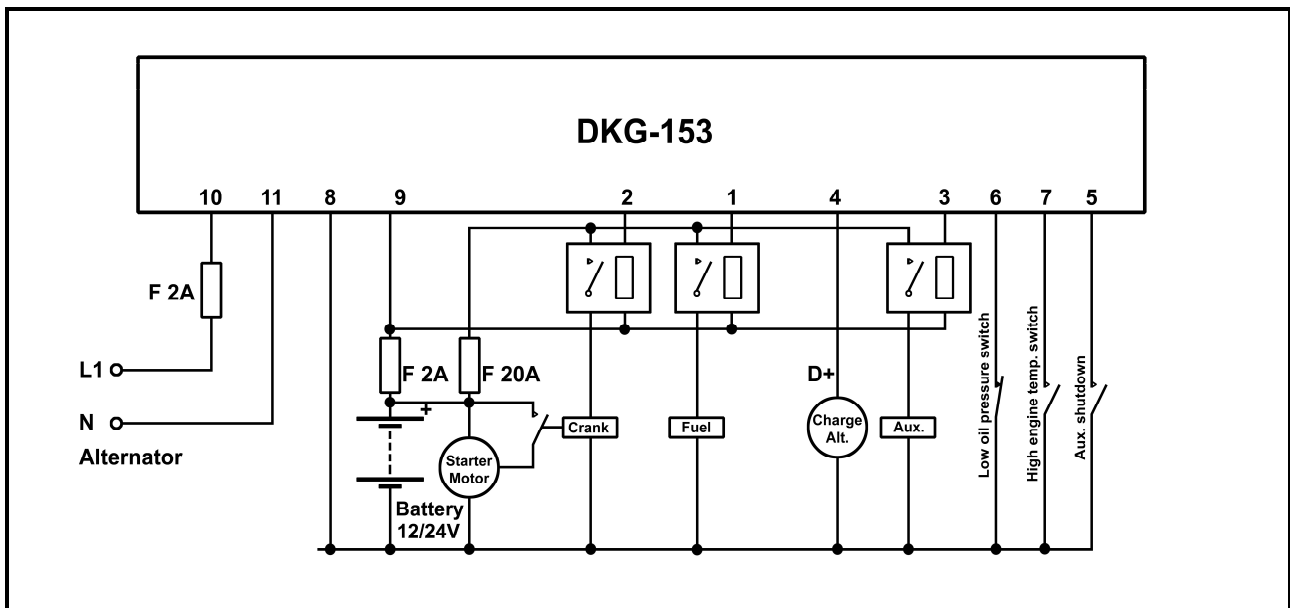 DKG-153
10 11 8 9 2 1 4 3 6 7 5
F 2A
L1
N
Alternator
F 2A
F 20A
+
Battery
12/24V
Starter
Motor
Crank
Fuel
D+
Charge
Alt.
Aux.
Low oil pressure switch
High engine temp. switch
Aux. shutdown